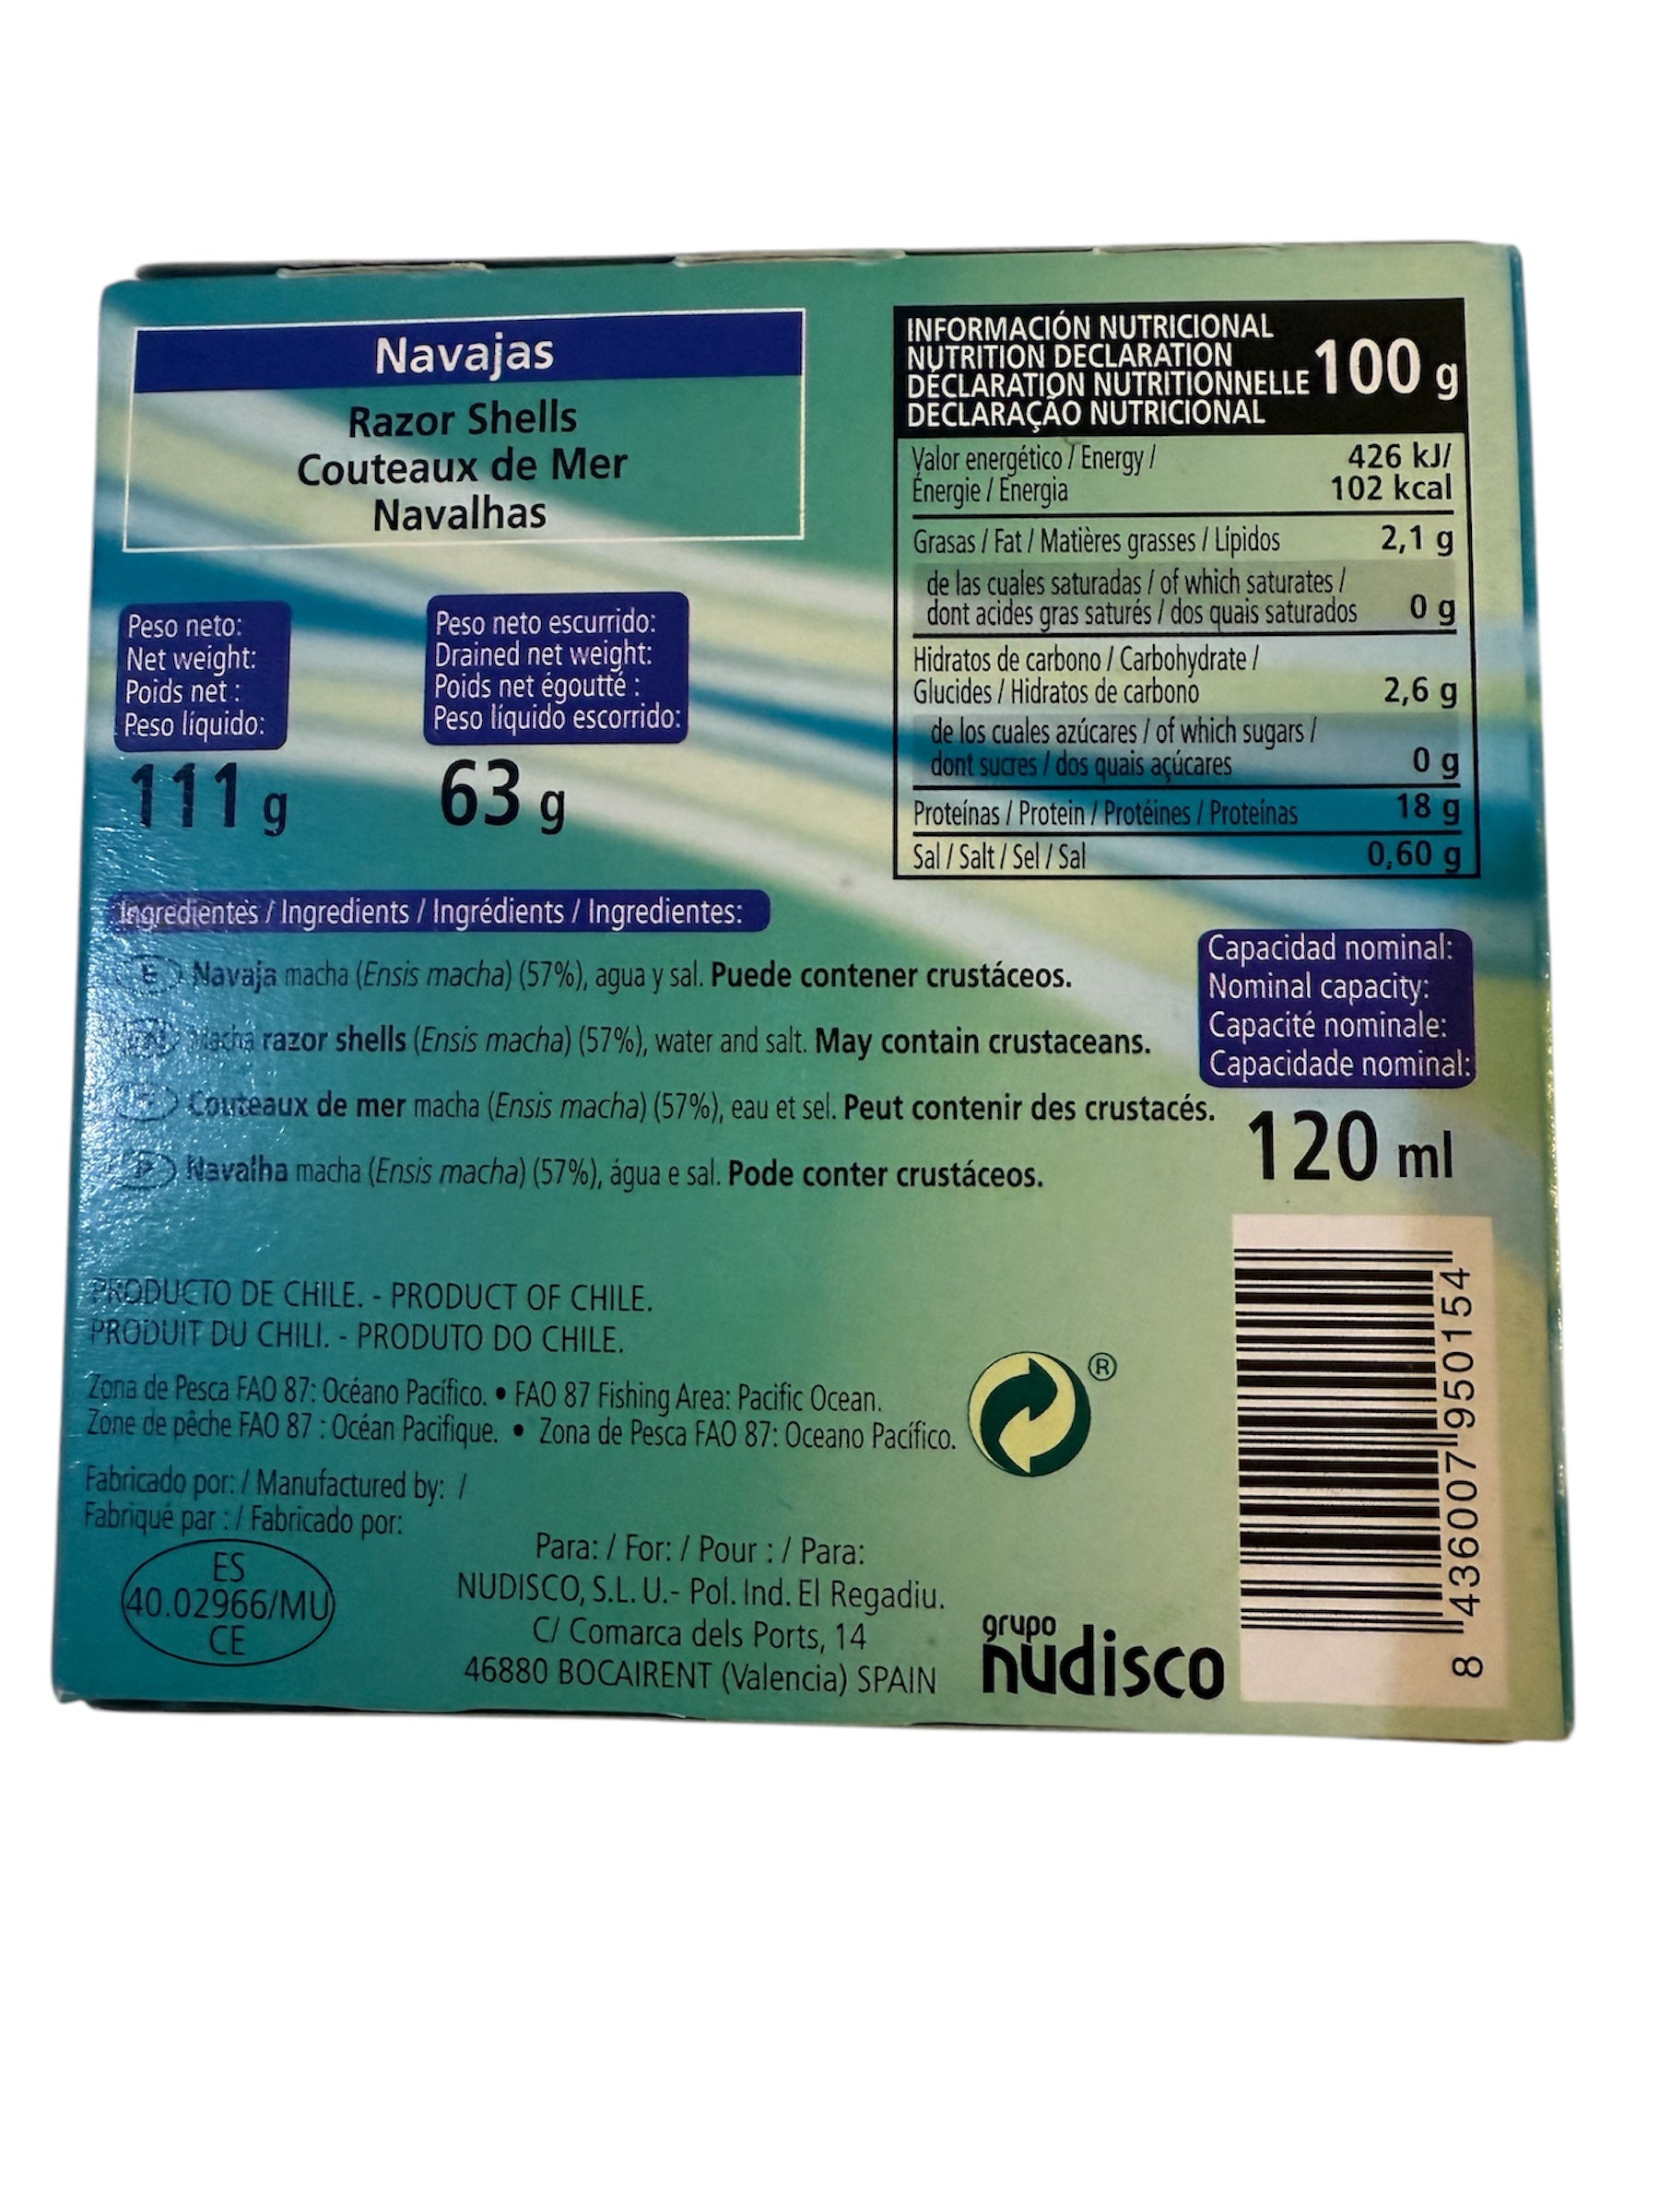 Navajas
Razor Shells
Couteaux de Mer
Navalhas
Peso neto:
Net weight:
Poids net :
Peso líquido:
111 g
Peso neto escurrido:
Drained net weight:
Poids net égoutté :
Peso líquido escorrido:
63 g
INFORMACIÓN NUTRICIONAL
NUTRITION DECLARATION
DÉCLARATION NUTRITIONNELLE
DECLARAÇÃO NUTRICIONAL
100 g
Valor energético / Energy /
Énergie / Energia
426 kJ/
102 kcal
Grasas / Fat / Matières grasses / Lípidos 2,1 g
de las cuales saturadas / of which saturates /
dont acides gras saturés / dos quais saturados 0 g
Hidratos de carbono / Carbohydrate /
Glucides / Hidratos de carbono 2,6 g
de los cuales azúcares / of which sugars /
dont sucres / dos quais açúcares 0 g
Proteínas / Protein / Protéines / Proteínas 18 g
Sal / Salt / Sel / Sal 0,60 g
Ingredientes / Ingredients / Ingrédients / Ingredientes:
E Navaja macha (Ensis macha) (57%), agua y sal. Puede contener crustáceos.
Macha razor shells (Ensis macha) (57%), water and salt. May contain crustaceans.
Couteaux de mer macha (Ensis macha) (57%), eau et sel. Peut contenir des crustacés.
P Navalha macha (Ensis macha) (57%), água e sal. Pode conter crustáceos.
Capacidad nominal:
Nominal capacity:
Capacité nominale:
Capacidade nominal:
120 ml
PRODUCTO DE CHILE. - PRODUCT OF CHILE.
PRODUIT DU CHILI. - PRODUTO DO CHILE.
Zona de Pesca FAO 87: Océano Pacífico. • FAO 87 Fishing Area: Pacific Ocean.
Zone de pêche FAO 87 : Océan Pacifique. • Zona de Pesca FAO 87: Oceano Pacífico.
®
Fabricado por: / Manufactured by: /
Fabriqué par : / Fabricado por:
ES
40.02966/MU
CE
Para: / For: / Pour : / Para:
NUDISCO, S.L.U.- Pol. Ind. El Regadiu.
C/ Comarca dels Ports, 14
46880 BOCAIRENT (Valencia) SPAIN
grupo
nudisco
8 436007 950154